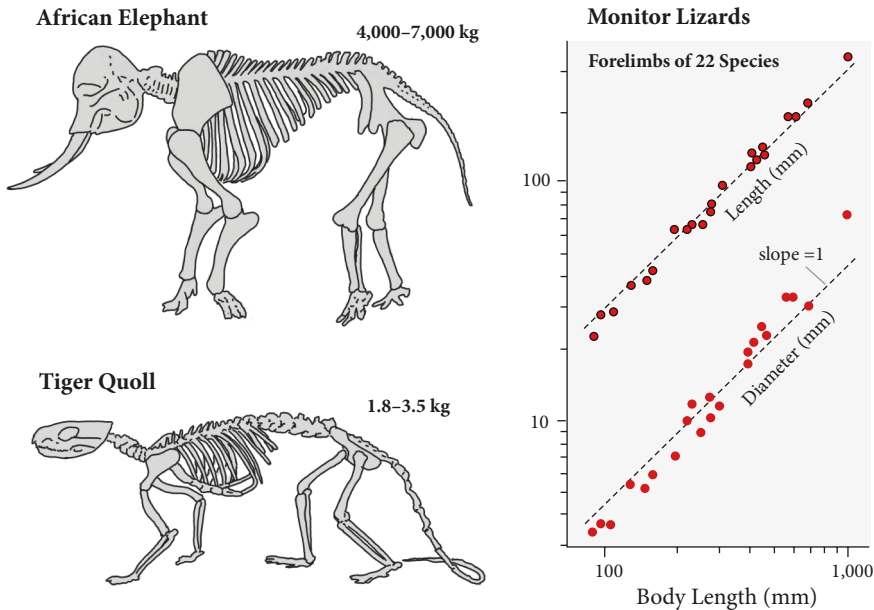 African Elephant
4,000–7,000 kg
Tiger Quoll
1.8–3.5 kg
Monitor Lizards
Forelimbs of 22 Species
100
10
Length (mm)
slope =1
Diameter (mm)
100
1,000
Body Length (mm)